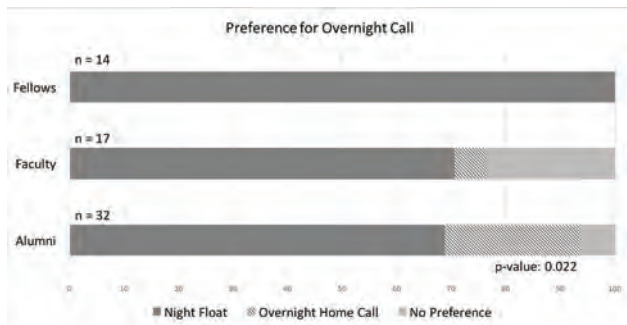 Preference for Overnight Call
n = 14
Fellows
n = 17
Faculty
n = 32
Alumni
p-value: 0.022
0 10 20 30 40 50 60 70 80 90 100
Night Float Overnight Home Call No Preference